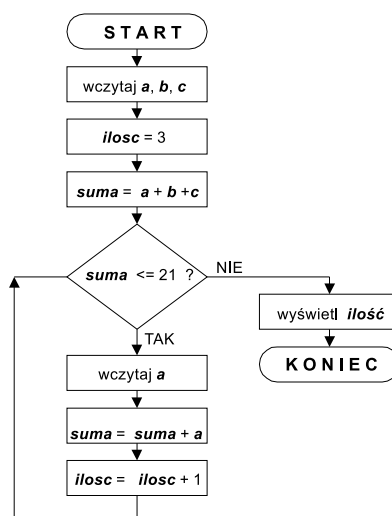 START
wczytaj a, b, c
ilosc = 3
suma = a + b +c
suma <= 21 ?
NIE
wyświetl ilość
KONIEC
TAK
wczytaj a
suma = suma + a
ilosc = ilosc + 1